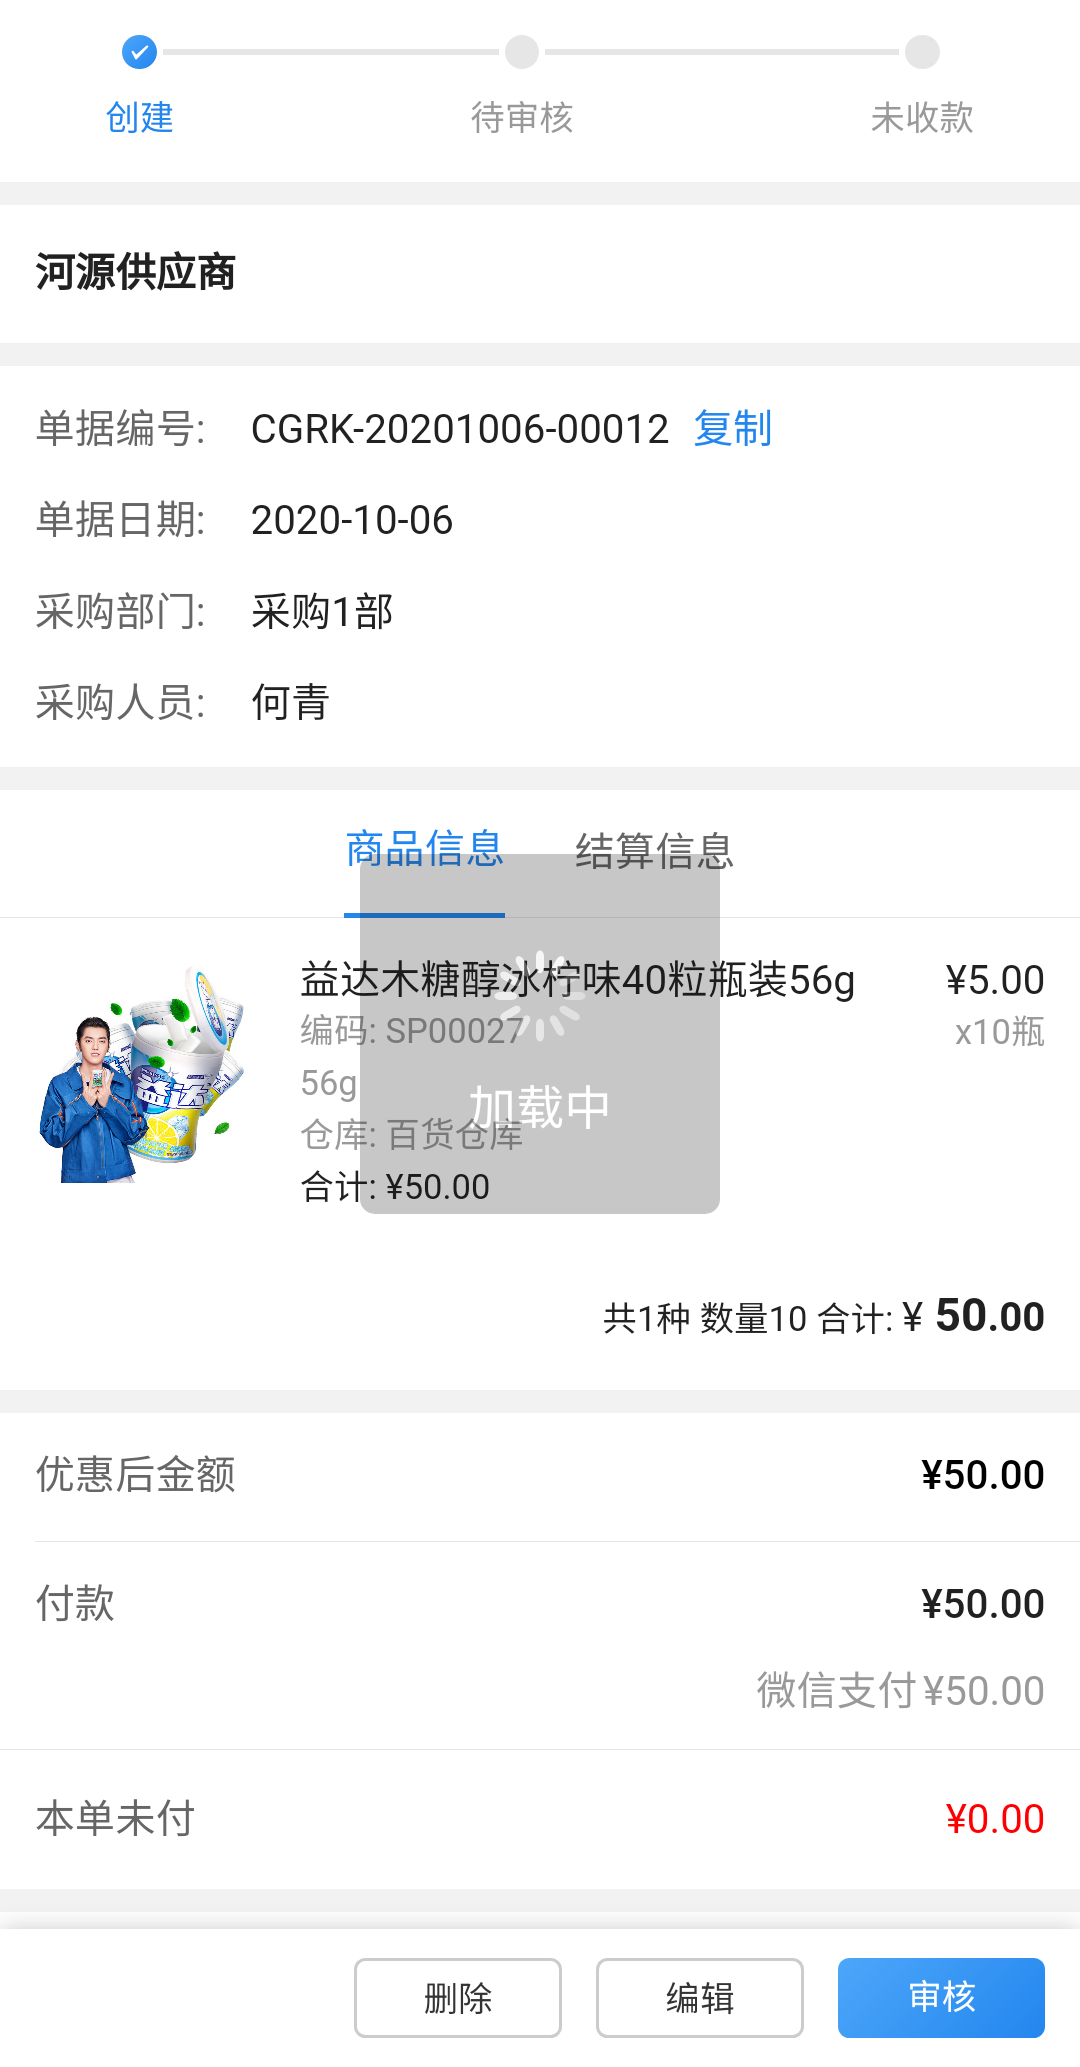 创建 待审核 未收款
河源供应商
单据编号: CGRK-20201006-00012 复制
单据日期: 2020-10-06
采购部门: 采购1部
采购人员: 何青
商品信息 结算信息
益达木糖醇冰柠味40粒瓶装56g ¥5.00
编码: SP00027 x10瓶
56g
加载中
仓库: 百货仓库
合计: ¥50.00
益达
共1种 数量10 合计: ¥ 50.00
优惠后金额 ¥50.00
付款 ¥50.00
微信支付 ¥50.00
本单未付 ¥0.00
删除 编辑 审核